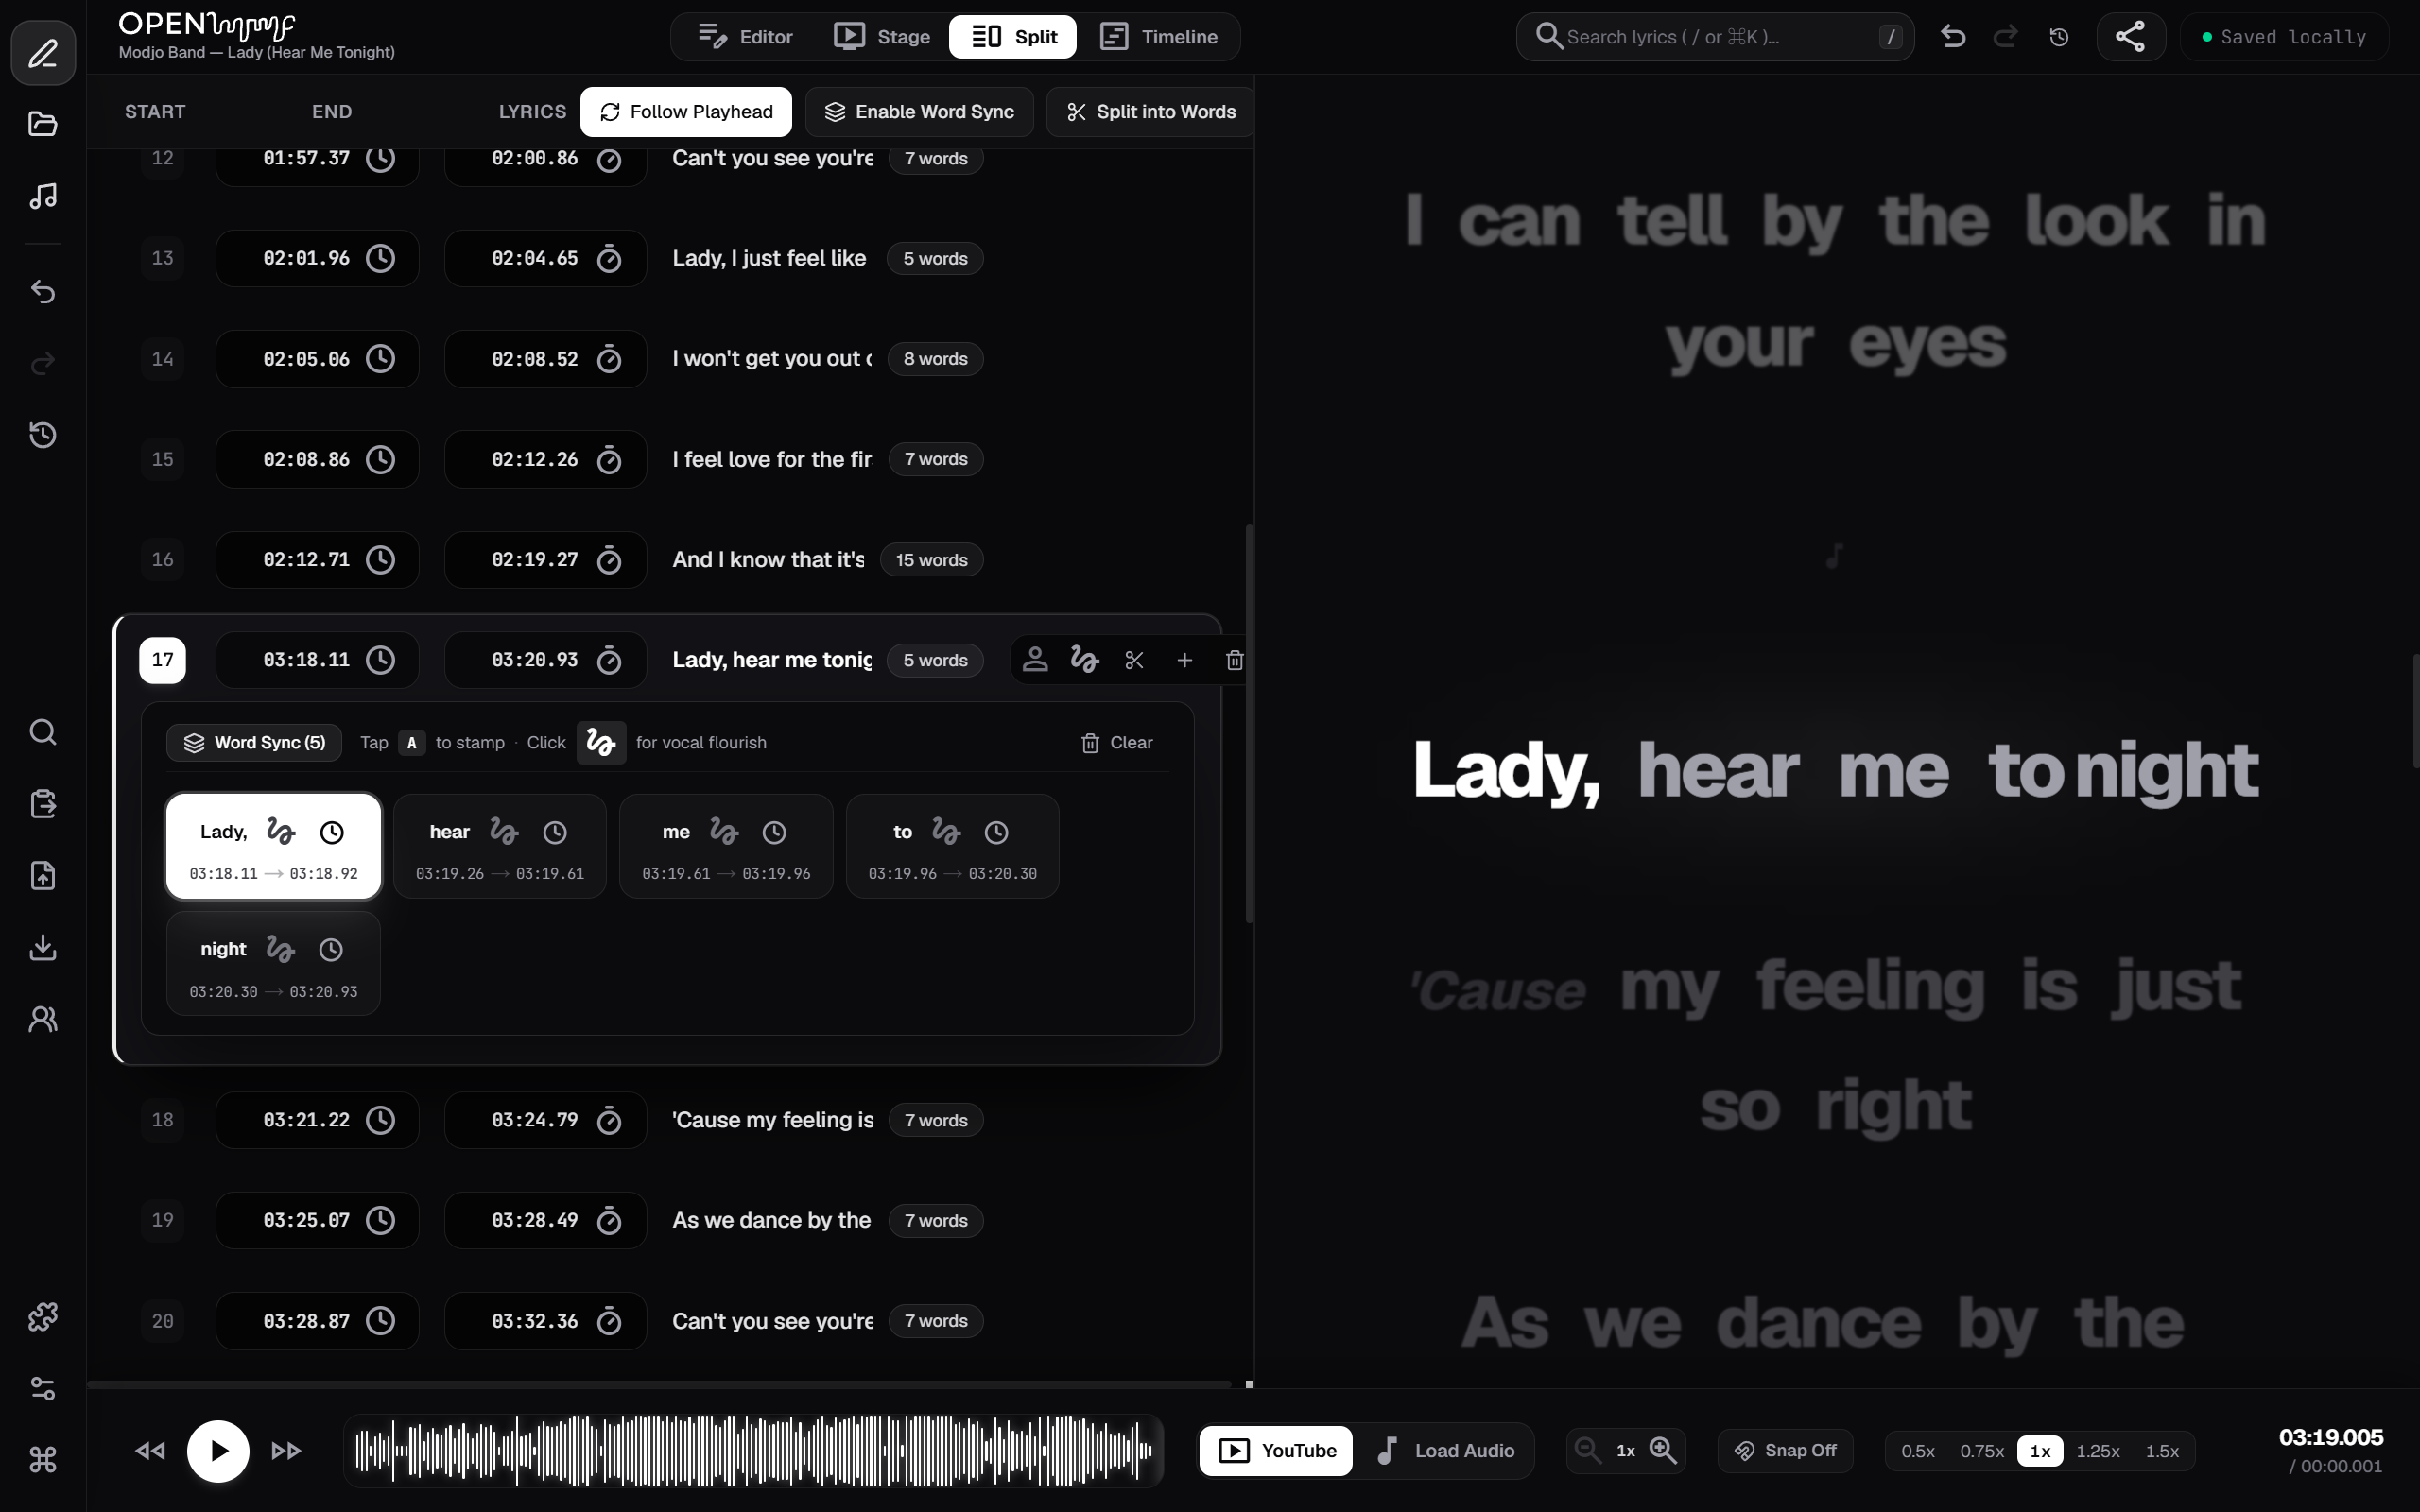 OPENlyrics
Modjo Band — Lady (Hear Me Tonight)
Editor
Stage
Split
Timeline
Search lyrics ( / or ⌘K )...
/
Saved locally
START
END
LYRICS
Follow Playhead
Enable Word Sync
Split into Words
12 01:57.37 02:00.86 Can't you see you're 7 words
13 02:01.96 02:04.65 Lady, I just feel like 5 words
14 02:05.06 02:08.52 I won't get you out 8 words
15 02:08.86 02:12.26 I feel love for the 7 words
16 02:12.71 02:19.27 And I know that it's 15 words
17 03:18.11 03:20.93 Lady, hear me tonig 5 words
Word Sync (5)
Tap A to stamp · Click for vocal flourish
Clear
Lady,
03:18.11 → 03:18.92
hear
03:19.26 → 03:19.61
me
03:19.61 → 03:19.96
to
03:19.96 → 03:20.30
night
03:20.30 → 03:20.93
18 03:21.22 03:24.79 'Cause my feeling is 7 words
19 03:25.07 03:28.49 As we dance by the 7 words
20 03:28.87 03:32.36 Can't you see you're 7 words
I can tell by the look in
your eyes
Lady, hear me to night
'Cause my feeling is just
so right
As we dance by the
YouTube
Load Audio
1x
Snap Off
0.5x
0.75x
1x
1.25x
1.5x
03:19.005
/ 00:00.001